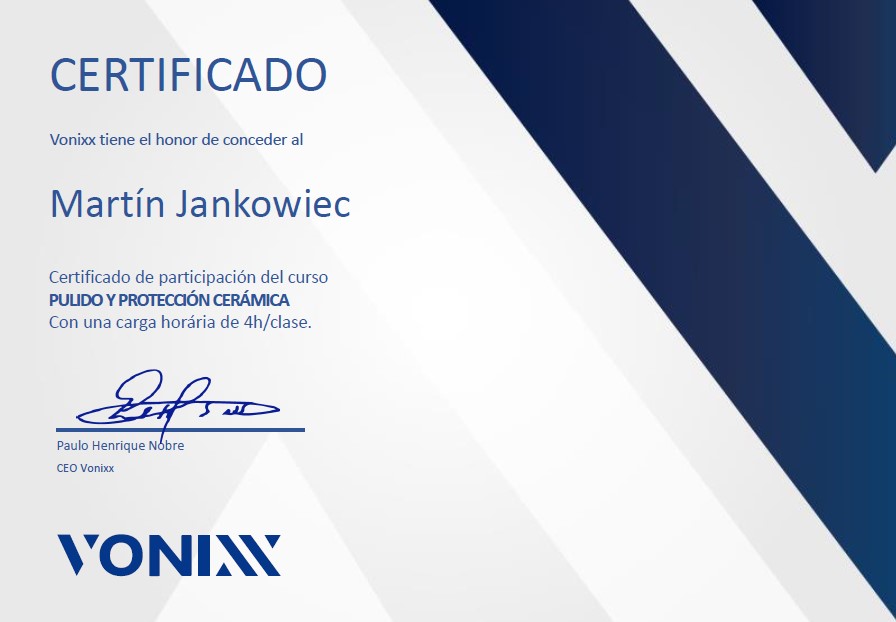 CERTIFICADO
Vonixx tiene el honor de conceder al
Martín Jankowiec
Certificado de participación del curso
PULIDO Y PROTECCIÓN CERÁMICA
Con una carga horária de 4h/clase.
Paulo Henrique Nobre
CEO Vonixx
VONIXX